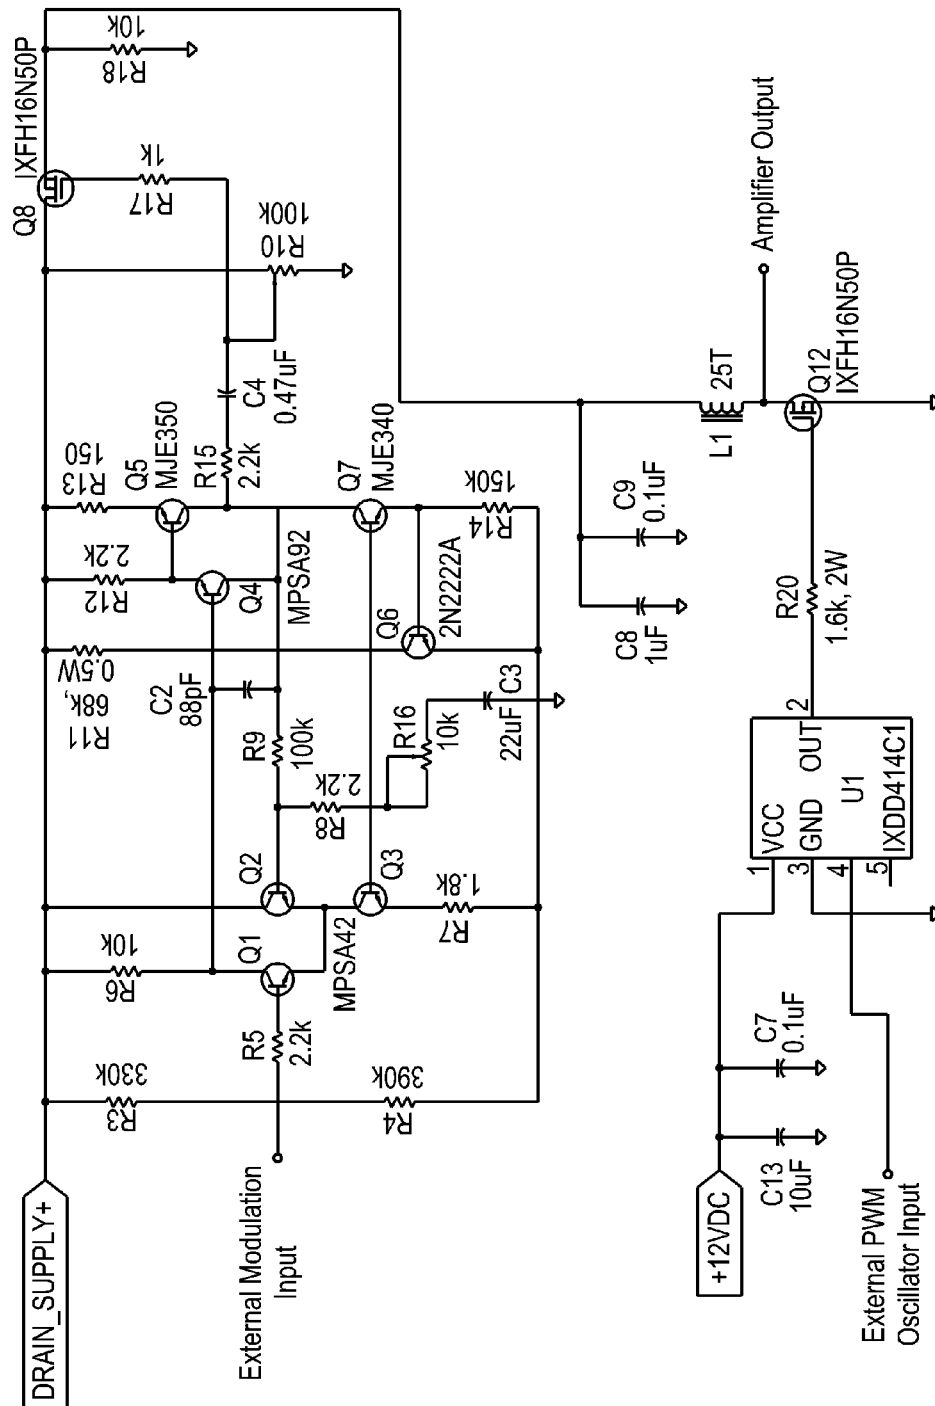 DRAIN_SUPPLY+
R3
330k
R4
390k
External Modulation
Input
R5
2.2k
R6
10k
Q1
Q2
MPSA42
Q3
R7
1.8k
R8
2.2k
R9
100k
C2
88pF
R11
68k,
0.5W
R16
10k
C3
22uF
Q6
2N2222A
R12
2.2k
Q4
MPSA92
R13
150
Q5
MJE350
R15
2.2k
Q7
MJE340
R14
150k
C4
0.47uF
R10
100k
R17
1k
Q8
IXFH16N50P
R18
10k
+12VDC
C13
10uF
C7
0.1uF
External PWM
Oscillator Input
1
VCC
3
GND
4
5
OUT
2
U1
IXDD414C1
R20
1.6k, 2W
C8
1uF
C9
0.1uF
L1
25T
Q12
IXFH16N50P
Amplifier Output